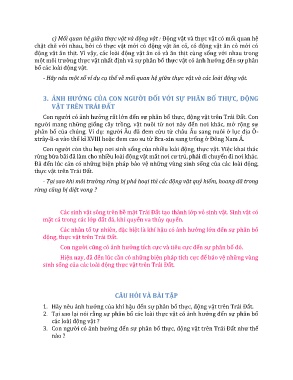 c) Mối quan hệ giữa thực vật và động vật : Động vật và thực vật có mối quan hệ
chặt chẽ với nhau, bởi có thực vật mới có động vật ăn cỏ, có động vật ăn cỏ mới có
động vật ăn thịt. Vì vậy, các loài động vật ăn cỏ và ăn thịt cùng sống với nhau trong
một môi trường thực vật nhất định và sự phân bố thực vật có ảnh hưởng đến sự phân
bố các loài động vật.
- Hãy nêu một số ví dụ cụ thể về mối quan hệ giữa thực vật và các loài động vật.
3. ẢNH HƯỞNG CỦA CON NGƯỜI ĐỐI VỚI SỰ PHÂN BỐ THỰC, ĐỘNG
VẬT TRÊN TRÁI ĐẤT
Con người có ảnh hưởng rất lớn đến sự phân bố thực, động vật trên Trái Đất. Con
người mang những giống cây trồng, vật nuôi từ nơi này đến nơi khác, mở rộng sự
phân bố của chúng. Ví dụ: người Âu đã đem cừu từ châu Âu sang nuôi ở lục địa Ô-
xtrây-li-a vào thế kỉ XVIII hoặc đem cao su từ Bra-xin sang trồng ở Đông Nam Á.
Con người còn thu hẹp nơi sinh sống của nhiều loài động, thực vật. Việc khai thác
rừng bừa bãi đã làm cho nhiều loài động vật mất nơi cư trú, phải di chuyển đi nơi khác.
Đã đến lúc cần có những biện pháp bảo vệ những vùng sinh sống của các loài động,
thực vật trên Trái Đất.
- Tại sao khi môi trường rừng bị phá hoại thì các động vật quý hiếm, hoang dã trong
rừng cũng bị diệt vong ?
Các sinh vật sống trên bề mặt Trái Đất tạo thành lớp vỏ sinh vật. Sinh vật có
mặt cả trong các lớp đất đá, khí quyển và thủy quyển.
Các nhân tố tự nhiên, đặc biệt là khí hậu có ảnh hưởng lớn đến sự phân bố
động, thực vật trên Trái Đất.
Con người cũng có ảnh hưởng tích cực và tiêu cực đến sự phân bố đó.
Hiện nay, đã đến lúc cần có những biện pháp tích cực để bảo vệ những vùng
sinh sống của các loài động thực vật trên Trái Đất.
CÂU HỎI VÀ BÀI TẬP
1. Hãy nêu ảnh hưởng của khí hậu đến sự phân bố thực, động vật trên Trái Đất.
2. Tại sao lại nói rằng sự phân bố các loài thực vật có ảnh hưởng đến sự phân bố
các loài động vật ?
3. Con người có ảnh hưởng đến sự phân bố thực, động vật trên Trái Đất như thế
nào ?